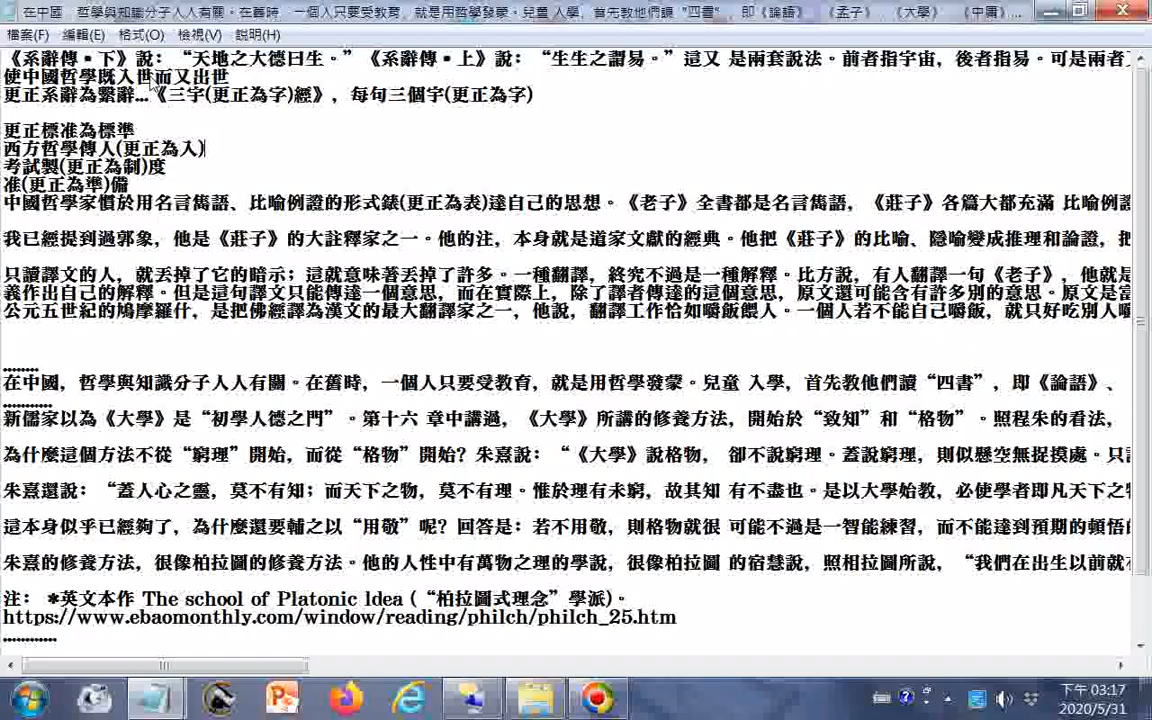 在中國,哲學與知識分子人人有關。在舊時,一個人只要受教育,就是用哲學發蒙。兒童 入學,首先教他們讀“四書”,即《論語》、《孟子》、《大學》、《中庸》...
檔案(F) 編輯(E) 格式(O) 檢視(V) 說明(H)
《系辭傳·下》說:“天地之大德曰生。”《系辭傳·上》說:“生生之謂易。”這又 是兩套說法。前者指宇宙,後者指易。可是兩者
使中國哲學既入世而又出世
更正系辭為繫辭...《三字(更正為字)經》,每句三個字(更正為字)
更正標准為標準
西方哲學傳人(更正為入)
考試製(更正為制)度
准(更正為準)備
中國哲學家慣於用名言雋語、比喻例證的形式錶(更正為表)達自己的思想。《老子》全書都是名言雋語,《莊子》各篇大都充滿 比喻例
我已經提到過郭象,他是《莊子》的大註釋家之一。他的注,本身就是道家文獻的經典。他把《莊子》的比喻、隱喻變成推理和論證,把
只讀譯文的人,就丟掉了它的暗示;這就意味著丟掉了許多。一種翻譯,終究不過是一種解釋。比方說,有人翻譯一句《老子》,他就是
義作出自己的解釋。但是這句譯文只能傳達一個意思,而在實際上,除了譯者傳達的這個意思,原文還可能含有許多別的意思。原文是富
公元五世紀的鳩摩羅什,是把佛經譯為漢文的最大翻譯家之一,他說,翻譯工作恰如嚼飯餵人。一個人若不能自己嚼飯,就只好吃別人嚼
........
在中國,哲學與知識分子人人有關。在舊時,一個人只要受教育,就是用哲學發蒙。兒童 入學,首先教他們讀“四書”,即《論語》、
...........
新儒家以為《大學》是“初學人德之門”。第十六 章中講過,《大學》所講的修養方法,開始於“致知”和“格物”。照程朱的看法,
為什麼這個方法不從“窮理”開始,而從“格物”開始?朱熹說:“《大學》說格物, 卻不說窮理。蓋說窮理,則似懸空無捉摸處。只
朱熹還說:“蓋人心之靈,莫不有知;而天下之物,莫不有理。惟於理有未窮,故其知 有不盡也。是以大學始教,必使學者即凡天下之物
這本身似乎已經夠了,為什麼還要輔之以“用敬”呢?回答是:若不用敬,則格物就很 可能不過是一智能練習,而不能達到預期的頓悟的
朱熹的修養方法,很像柏拉圖的修養方法。他的人性中有萬物之理的學說,很像柏拉圖 的宿慧說,照相拉圖所說,“我們在出生以前就有
注: *英文本作 The school of Platonic Idea (“柏拉圖式理念”學派)。
https://www.ebaomonthly.com/window/reading/philch/philch_25.htm
............
下午 03:17
2020/5/31